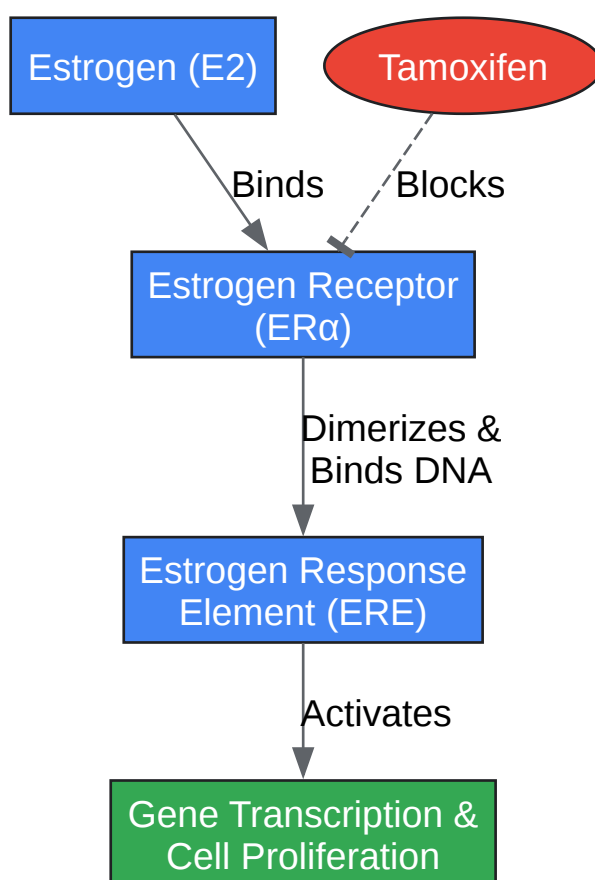 Estrogen (E2)
Tamoxifen
Binds
Blocks
Estrogen Receptor
(ERα)
Dimerizes &
Binds DNA
Estrogen Response
Element (ERE)
Activates
Gene Transcription &
Cell Proliferation